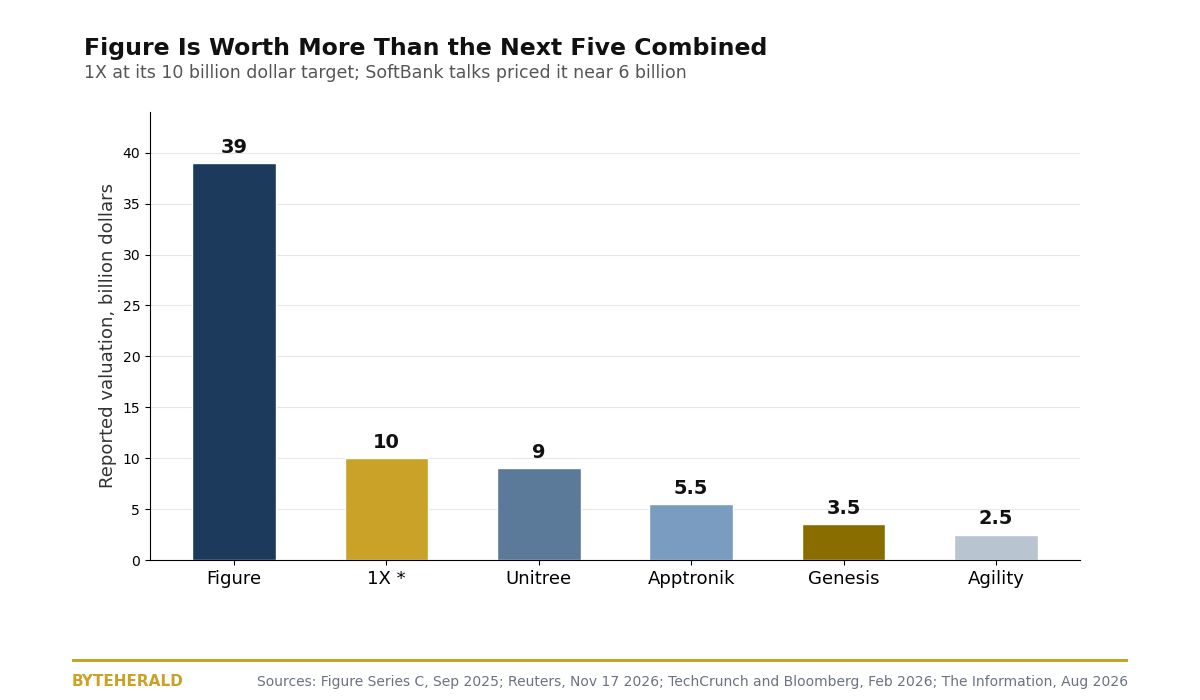 Figure Is Worth More Than the Next Five Combined
1X at its 10 billion dollar target; SoftBank talks priced it near 6 billion
Reported valuation, billion dollars
40
35
30
25
20
15
10
5
0
39
10
9
5.5
3.5
2.5
Figure
1X *
Unitree
Apptronik
Genesis
Agility
BYTEHERALD
Sources: Figure Series C, Sep 2025; Reuters, Nov 17 2026; TechCrunch and Bloomberg, Feb 2026; The Information, Aug 2026